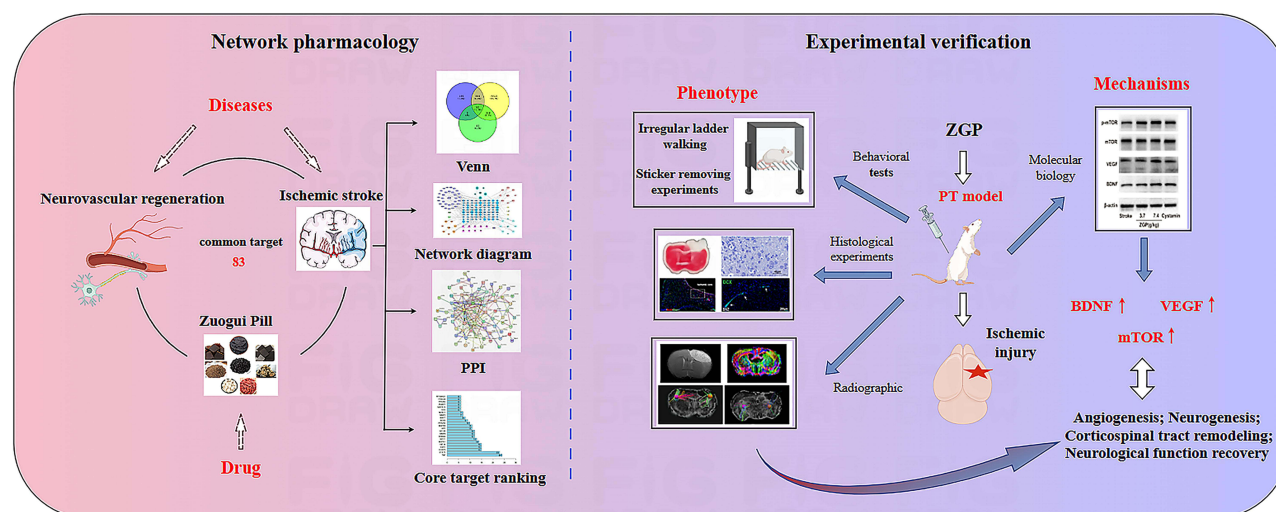 Network pharmacology
Diseases
Neurovascular regeneration
Ischemic stroke
common target
83
Zuogui Pill
Drug
Venn
Network diagram
PPI
Core target ranking
Experimental verification
Phenotype
Irregular ladder
walking
Sticker removing
experiments
Behavioral
tests
Histological
experiments
Radiographic
ZGP
PT model
Ischemic
injury
Molecular
biology
Mechanisms
p-mTOR
mTOR
VEGF
BDNF
β-actin
Stroke 3.7 7.4 Cystamin
ZGP(g/kg)
BDNF ↑ VEGF ↑
mTOR ↑
Angiogenesis; Neurogenesis;
Corticospinal tract remodeling;
Neurological function recovery
DCX